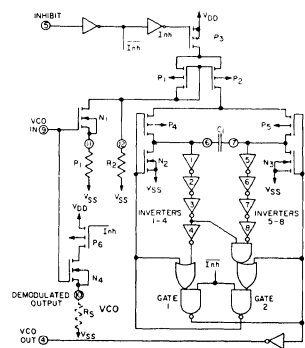 INHIBIT 5
Inh
Inh
VDD
P3
P1
P2
P4
P5
VCO IN 9
N1
11
12
R1
R2
VSS
VSS
6
C1
7
N2
N3
VSS
VSS
1
2
3
4
5
6
7
8
INVERTERS 1-4
INVERTERS 5-8
VDD
Inh
P6
N4
10
DEMODULATED OUTPUT
VCO
RS
VSS
Inh
GATE 1
GATE 2
VCO OUT 4